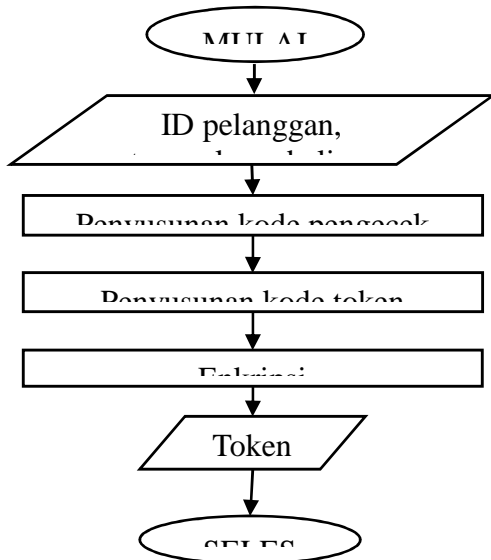 MULAI
ID pelanggan,
Penyusunan kode pengecek
Penyusunan kode token
Enkripsi
Token
SELES